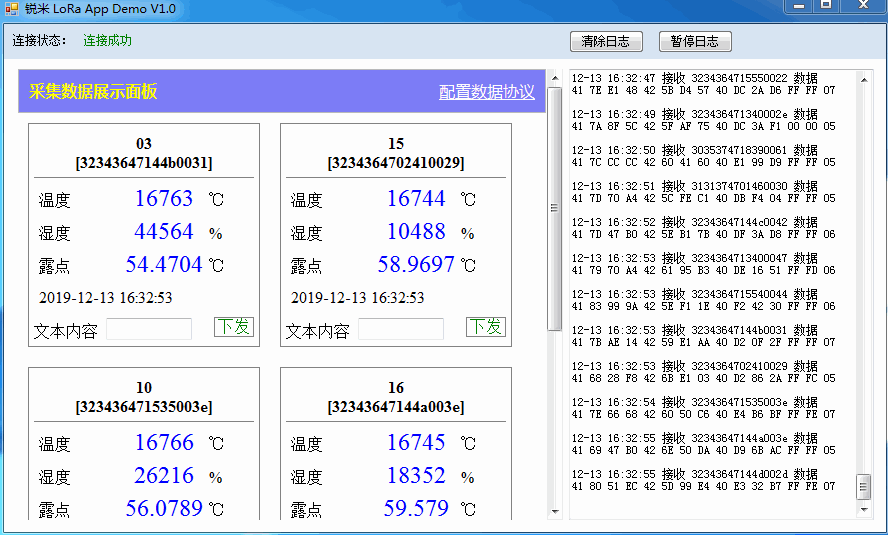 锐米 LoRa App Demo V1.0
连接状态： 连接成功
清除日志 暂停日志
采集数据展示面板 配置数据协议
03
[32343647144b0031]
温度 16763 ℃
湿度 44564 %
露点 54.4704 ℃
2019-12-13 16:32:53
文本内容 下发
15
[3234364702410029]
温度 16744 ℃
湿度 10488 %
露点 58.9697 ℃
2019-12-13 16:32:53
文本内容 下发
10
[323436471535003e]
温度 16766 ℃
湿度 26216 %
露点 56.0789 ℃
16
[32343647144a003e]
温度 16745 ℃
湿度 18352 %
露点 59.579 ℃
12-13 16:32:47 接收 3234364715550022 数据
41 7E E1 48 42 5B D4 57 40 DC 2A D6 FF FF 07
12-13 16:32:49 接收 323436471340002e 数据
41 7A 8F 5C 42 5F AF 75 40 DC 3A F1 00 00 05
12-13 16:32:50 接收 3035374718390061 数据
41 7C CC CC 42 60 41 60 40 E1 99 D9 FF FF 05
12-13 16:32:51 接收 3131374701460030 数据
41 7D 70 A4 42 5C FE C1 40 DB F4 04 FF FF 05
12-13 16:32:52 接收 32343647144c0042 数据
41 7D 47 B0 42 5E B1 7B 40 DF 3A D8 FF FF 06
12-13 16:32:53 接收 3234364713400047 数据
41 79 70 A4 42 61 95 B3 40 DE 16 51 FF FD 06
12-13 16:32:53 接收 3234364715540044 数据
41 83 99 9A 42 5E F1 1E 40 F2 42 30 FF FF 06
12-13 16:32:53 接收 32343647144b0031 数据
41 7B AE 14 42 59 E1 AA 40 D2 0F 2F FF FF 07
12-13 16:32:53 接收 3234364702410029 数据
41 68 28 F8 42 6B E1 03 40 D2 86 2A FF FC 05
12-13 16:32:54 接收 323436471535003e 数据
41 7E 66 68 42 60 50 C6 40 E4 B6 BF FF FE 07
12-13 16:32:55 接收 32343647144a003e 数据
41 69 47 B0 42 6E 50 DA 40 D9 6B AC FF FF 05
12-13 16:32:55 接收 32343647144d002d 数据
41 80 51 EC 42 5D 99 E4 40 E3 32 B7 FF FE 07